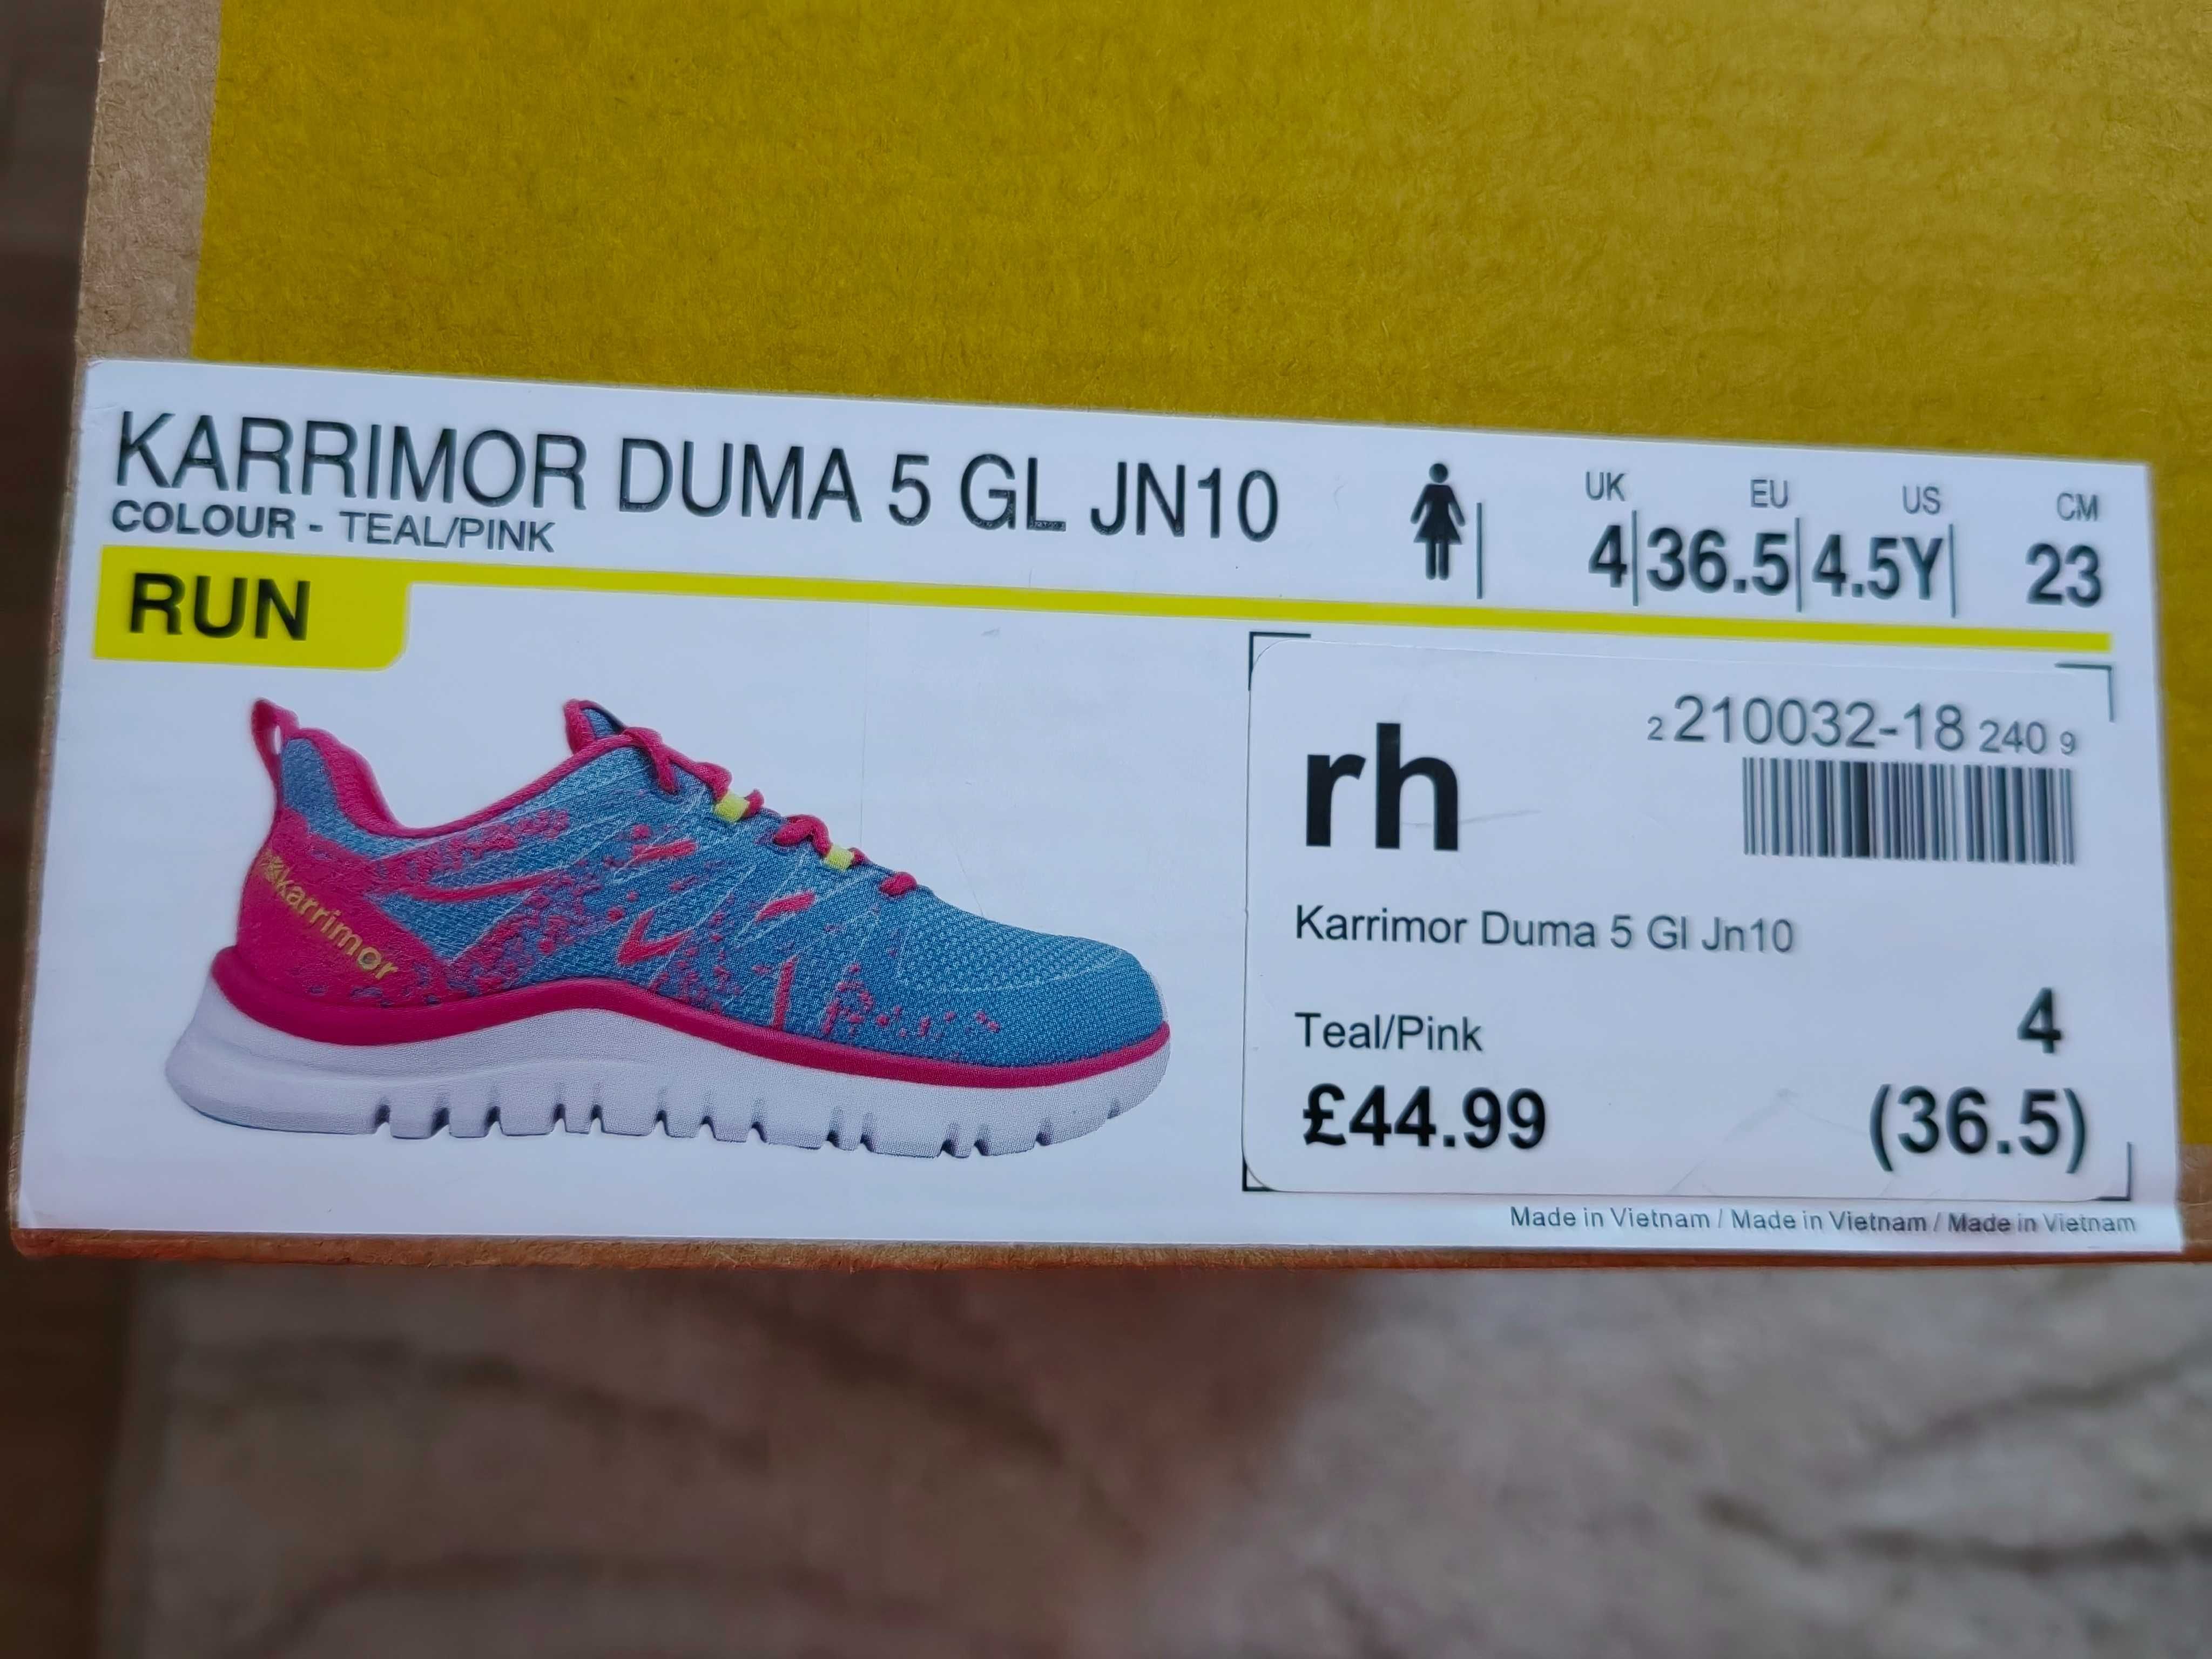 KARRIMOR DUMA 5 GL JN10
COLOUR - TEAL/PINK
UK EU US CM
4 36.5 4.5Y 23
RUN
karrimor
rh
2 210032-18 240 9
Karrimor Duma 5 Gl Jn10
Teal/Pink 4
£44.99 (36.5)
Made in Vietnam / Made in Vietnam / Made in Vietnam